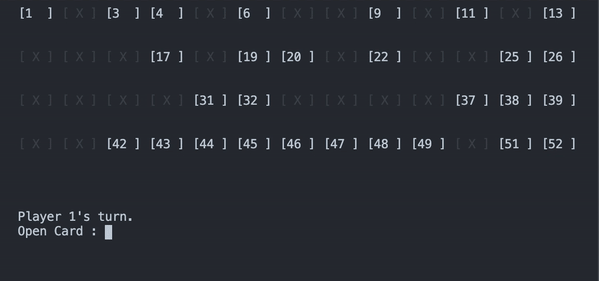 [1  ] [ X ] [3  ] [4  ] [ X ] [6  ] [ X ] [ X ] [9  ] [ X ] [11 ] [ X ] [13 ]
[ X ] [ X ] [ X ] [17 ] [ X ] [19 ] [20 ] [ X ] [22 ] [ X ] [ X ] [25 ] [26 ]
[ X ] [ X ] [ X ] [ X ] [31 ] [32 ] [ X ] [ X ] [ X ] [ X ] [37 ] [38 ] [39 ]
[ X ] [ X ] [42 ] [43 ] [44 ] [45 ] [46 ] [47 ] [48 ] [49 ] [ X ] [51 ] [52 ]
Player 1's turn.
Open Card :